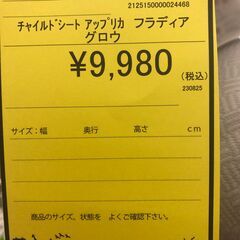 2125150000024468
ﾁｬｲﾙﾄﾞｼｰﾄ ｱｯﾌﾟﾘｶ フラディア
グロウ
¥9,980
(税込)
230825
サイズ：幅 奥行 高さ cm
商品のサイズ。状態を よくご確認下さい。